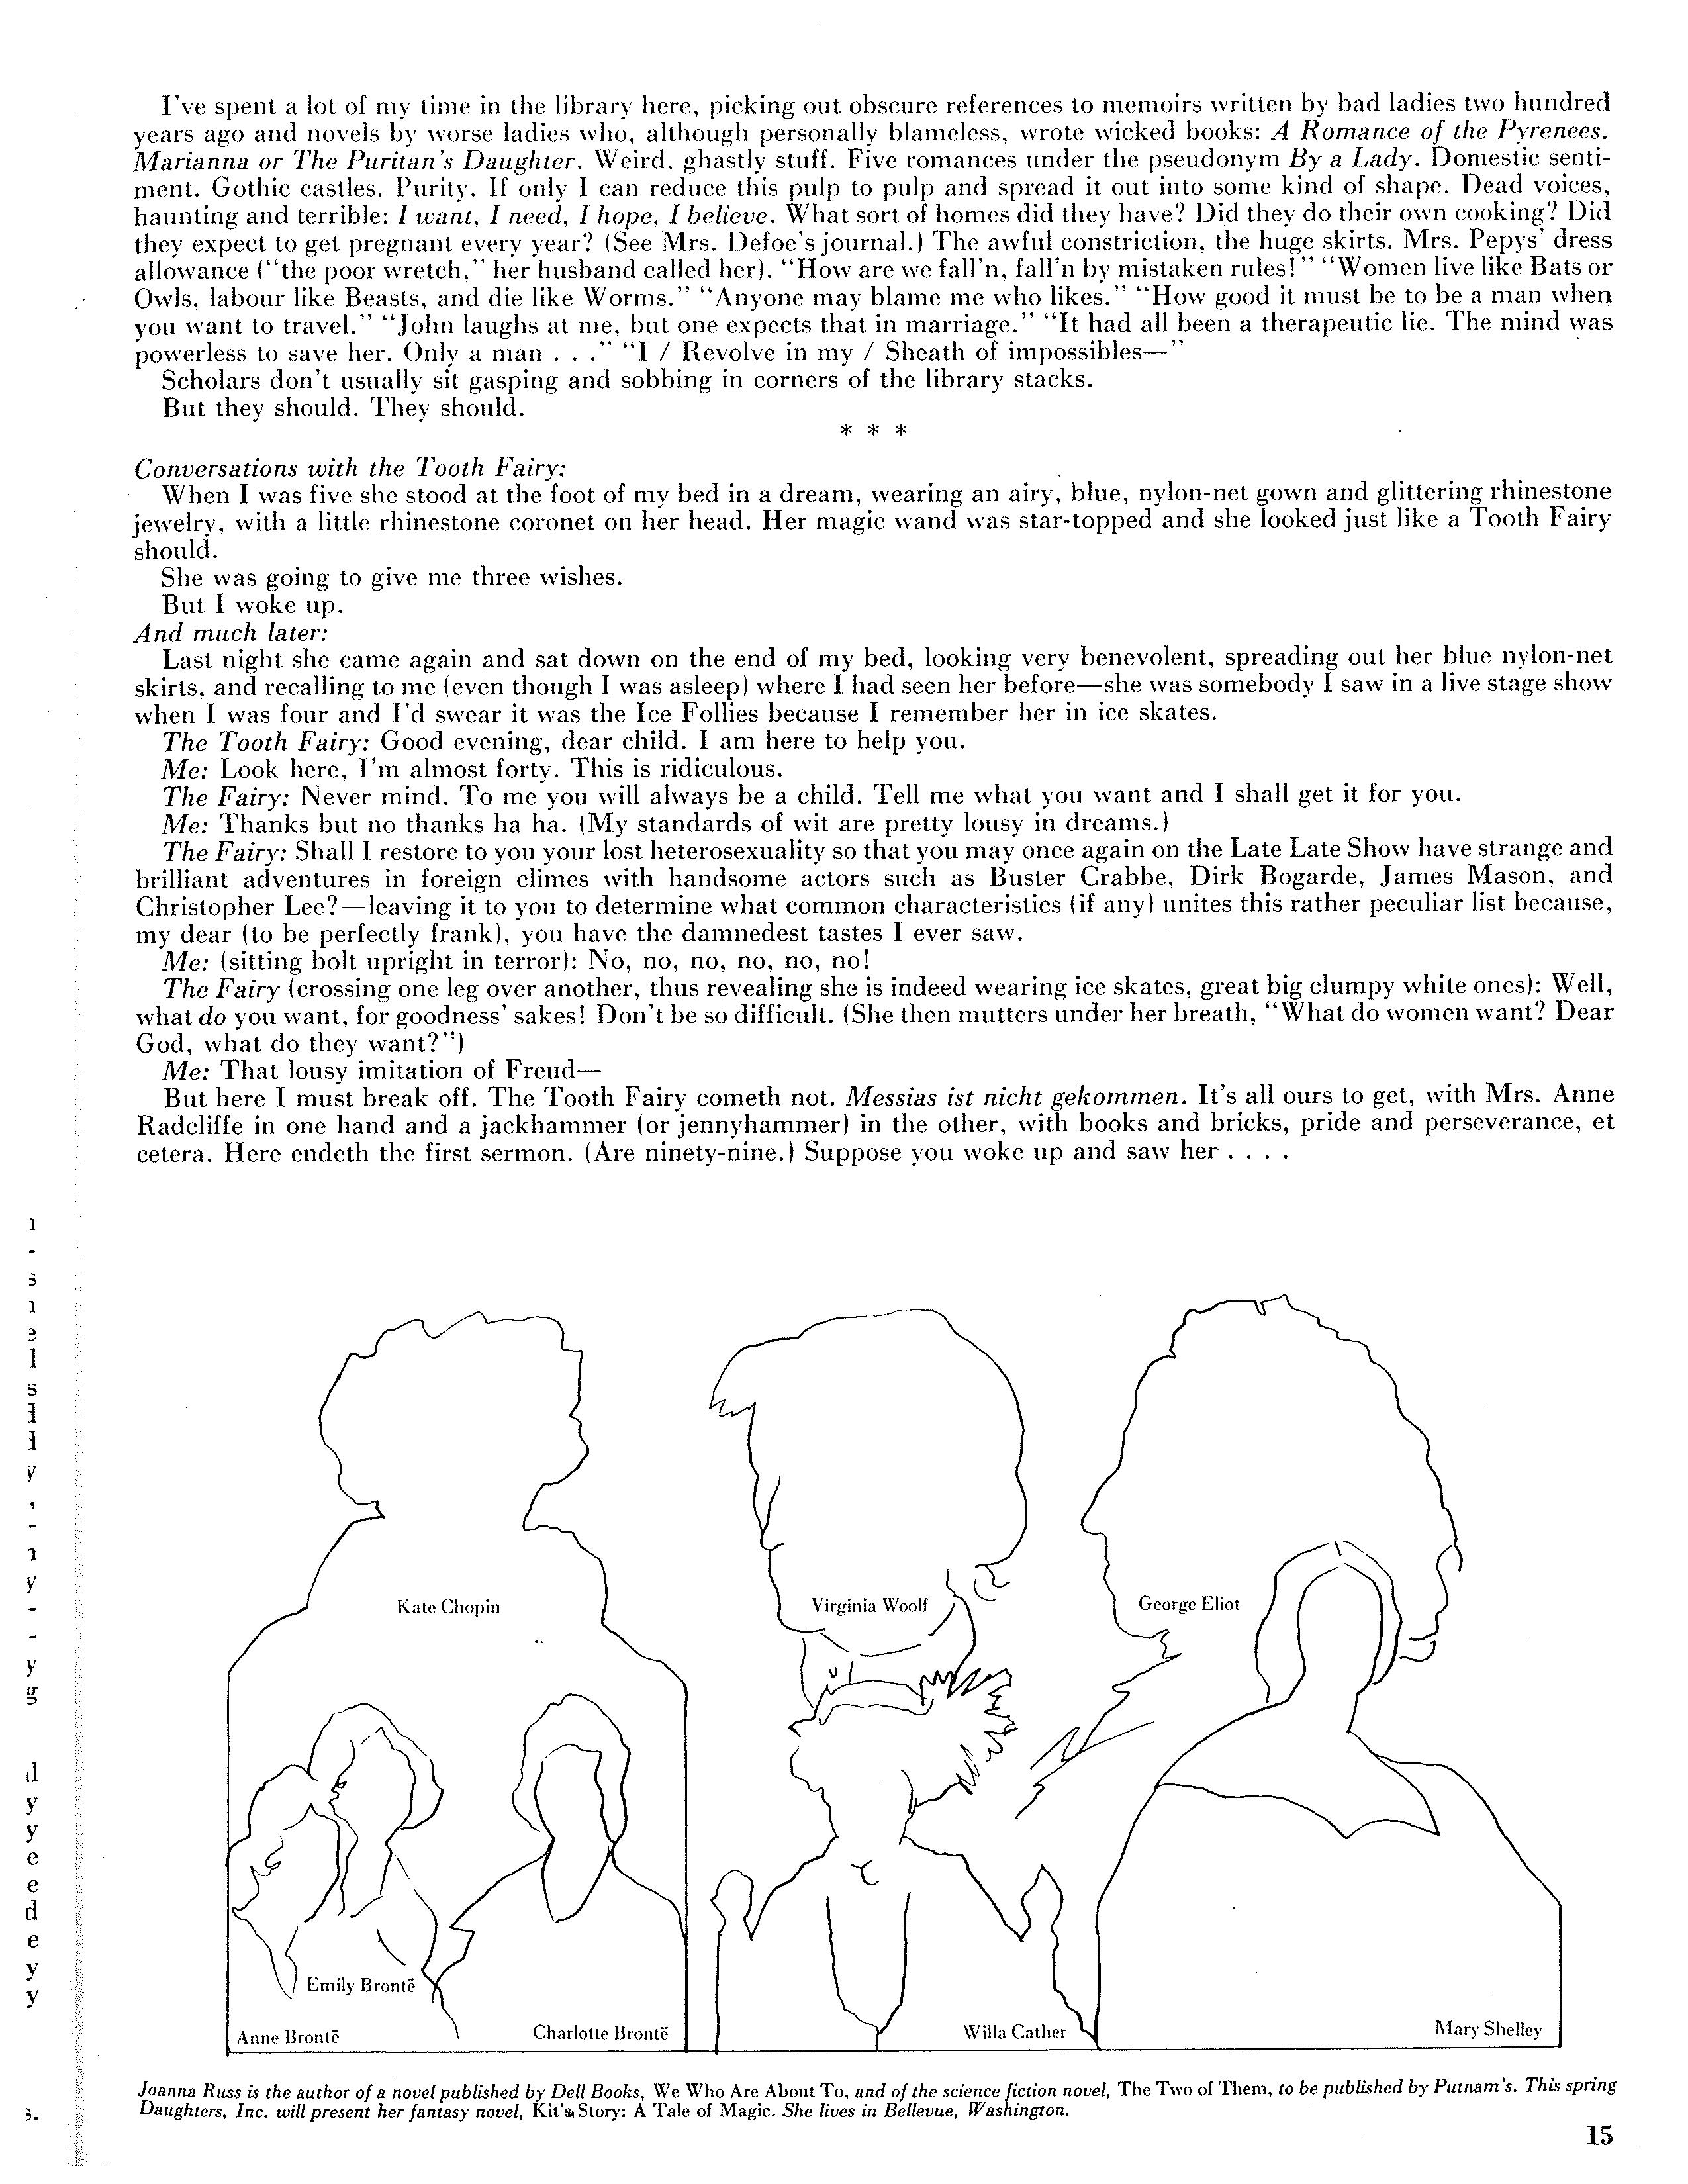 I've spent a lot of my time in the library here, picking out obscure references to memoirs written by bad ladies two hundred
years ago and novels by worse ladies who, although personally blameless, wrote wicked books: A Romance of the Pyrenees.
Marianna or The Puritan's Daughter. Weird, ghastly stuff. Five romances under the pseudonym By a Lady. Domestic senti-
ment. Gothic castles. Purity. If only I can reduce this pulp to pulp and spread it out into some kind of shape. Dead voices,
haunting and terrible: I want, I need, I hope, I believe. What sort of homes did they have? Did they do their own cooking? Did
they expect to get pregnant every year? (See Mrs. Defoe's journal.) The awful constriction, the huge skirts. Mrs. Pepys' dress
allowance ("the poor wretch," her husband called her). "How are we fall'n, fall'n by mistaken rules!" "Women live like Bats or
Owls, labour like Beasts, and die like Worms." "Anyone may blame me who likes." "How good it must be to be a man when
you want to travel." "John laughs at me, but one expects that in marriage." "It had all been a therapeutic lie. The mind was
powerless to save her. Only a man . . ." "I / Revolve in my / Sheath of impossibles—"
Scholars don't usually sit gasping and sobbing in corners of the library stacks.
But they should. They should.
* * *
Conversations with the Tooth Fairy:
When I was five she stood at the foot of my bed in a dream, wearing an airy, blue, nylon-net gown and glittering rhinestone
jewelry, with a little rhinestone coronet on her head. Her magic wand was star-topped and she looked just like a Tooth Fairy
should.
She was going to give me three wishes.
But I woke up.
And much later:
Last night she came again and sat down on the end of my bed, looking very benevolent, spreading out her blue nylon-net
skirts, and recalling to me (even though I was asleep) where I had seen her before—she was somebody I saw in a live stage show
when I was four and I'd swear it was the Ice Follies because I remember her in ice skates.
The Tooth Fairy: Good evening, dear child. I am here to help you.
Me: Look here, I'm almost forty. This is ridiculous.
The Fairy: Never mind. To me you will always be a child. Tell me what you want and I shall get it for you.
Me: Thanks but no thanks ha ha. (My standards of wit are pretty lousy in dreams.)
The Fairy: Shall I restore to you your lost heterosexuality so that you may once again on the Late Late Show have strange and
brilliant adventures in foreign climes with handsome actors such as Buster Crabbe, Dirk Bogarde, James Mason, and
Christopher Lee?—leaving it to you to determine what common characteristics (if any) unites this rather peculiar list because,
my dear (to be perfectly frank), you have the damnedest tastes I ever saw.
Me: (sitting bolt upright in terror): No, no, no, no, no, no!
The Fairy (crossing one leg over another, thus revealing she is indeed wearing ice skates, great big clumpy white ones): Well,
what do you want, for goodness' sakes! Don't be so difficult. (She then mutters under her breath, "What do women want? Dear
God, what do they want?")
Me: That lousy imitation of Freud—
But here I must break off. The Tooth Fairy cometh not. Messias ist nicht gekommen. It's all ours to get, with Mrs. Anne
Radcliffe in one hand and a jackhammer (or jennyhammer) in the other, with books and bricks, pride and perseverance, et
cetera. Here endeth the first sermon. (Are ninety-nine.) Suppose you woke up and saw her . . . .
Kate Chopin
Virginia Woolf
George Eliot
Emily Brontë
Anne Brontë
Charlotte Brontë
Willa Cather
Mary Shelley
Joanna Russ is the author of a novel published by Dell Books, We Who Are About To, and of the science fiction novel, The Two of Them, to be published by Putnam's. This spring
Daughters, Inc. will present her fantasy novel, Kit's Story: A Tale of Magic. She lives in Bellevue, Washington.
15